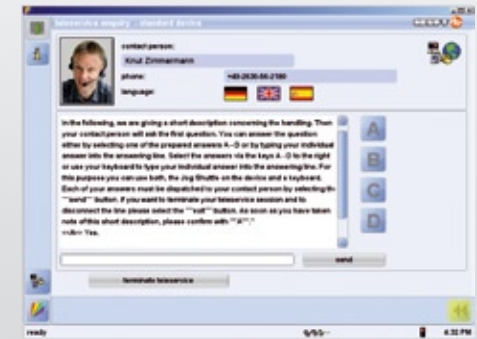 teleservice enquiry - standard device
contact person:
Knut Zimmermann
phone:
+49-2630-56-2180
language:
In the following, we are giving a short description concerning the handling. Then
your contact person will ask the first question. You can answer the question
either by selecting one of the prepared answers A-D or by typing your individual
answer into the answering line. Select the answers via the keys A-D to the right
or use your keyboard to type your individual answer into the answering line. For
this purpose you can use both, the Jog Shuttle on the device and a keyboard.
Each of your answers must be dispatched to your contact person by selecting th
"send" button. If you want to terminate your teleservice session and to
disconnect the line please select the ""exit"" button. As soon as you have taken
note of this short description, please confirm with ""A"".
<<A>> Yes.
A
B
C
D
send
terminate teleservice
ready
4:32 PM